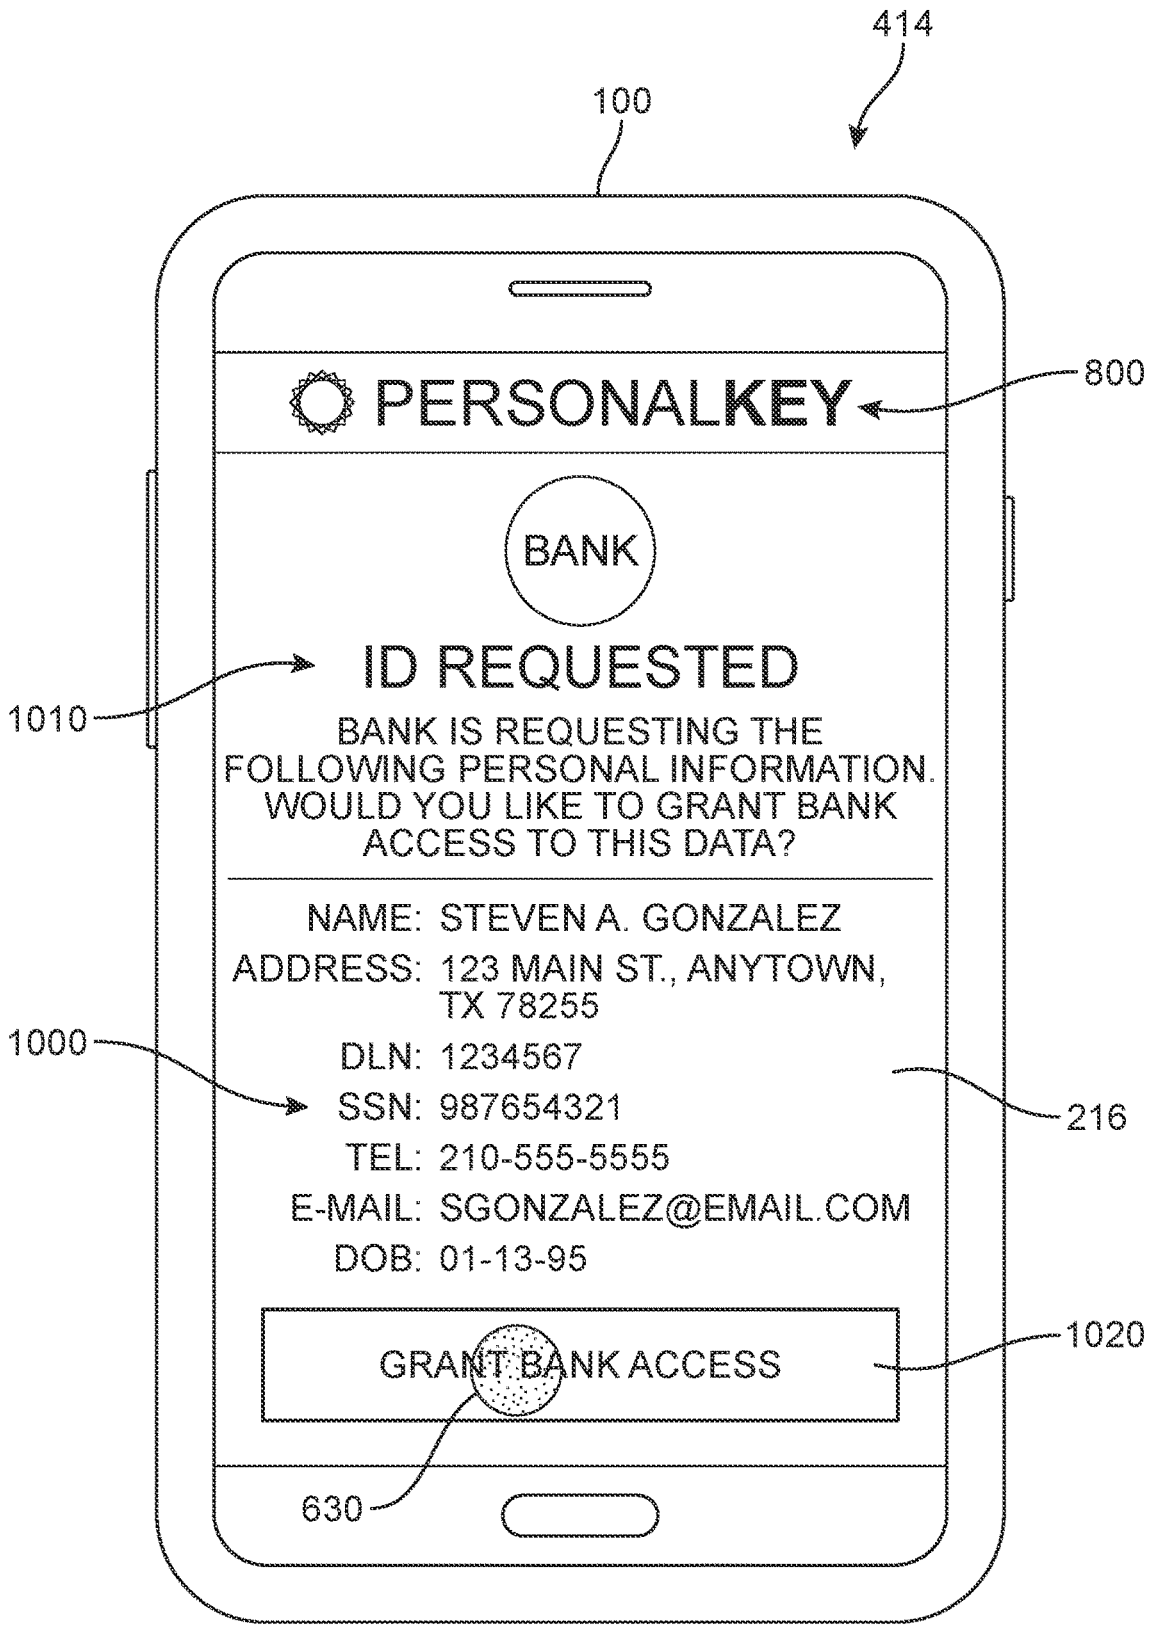 414
100
PERSONALKEY
800
BANK
ID REQUESTED
1010
BANK IS REQUESTING THE
FOLLOWING PERSONAL INFORMATION.
WOULD YOU LIKE TO GRANT BANK
ACCESS TO THIS DATA?
NAME: STEVEN A. GONZALEZ
ADDRESS: 123 MAIN ST., ANYTOWN,
TX 78255
1000
DLN: 1234567
SSN: 987654321
216
TEL: 210-555-5555
E-MAIL: SGONZALEZ@EMAIL.COM
DOB: 01-13-95
GRANT BANK ACCESS
1020
630